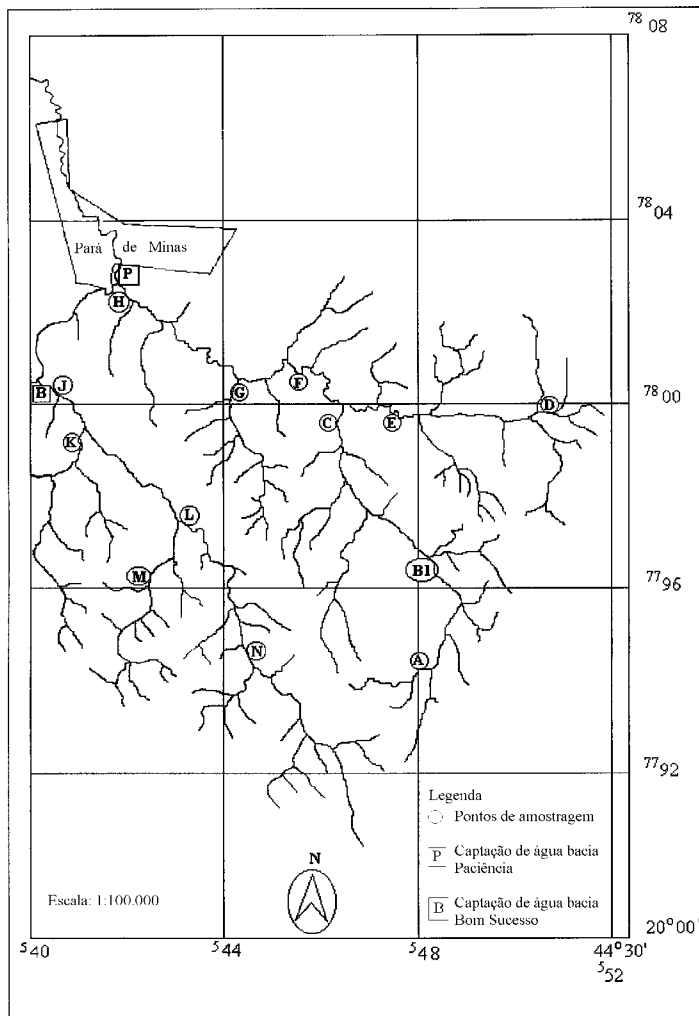 78 08
78 04
Pará de Minas
P
H
J
B
F
G
78 00
D
C
E
K
L
M
B1
77 96
N
A
77 92
Legenda
Pontos de amostragem
P Captação de água bacia
Paciência
B Captação de água bacia
Bom Sucesso
N
Escala: 1:100.000
20°00'
5 40
5 44
5 48
44°30'
5 52